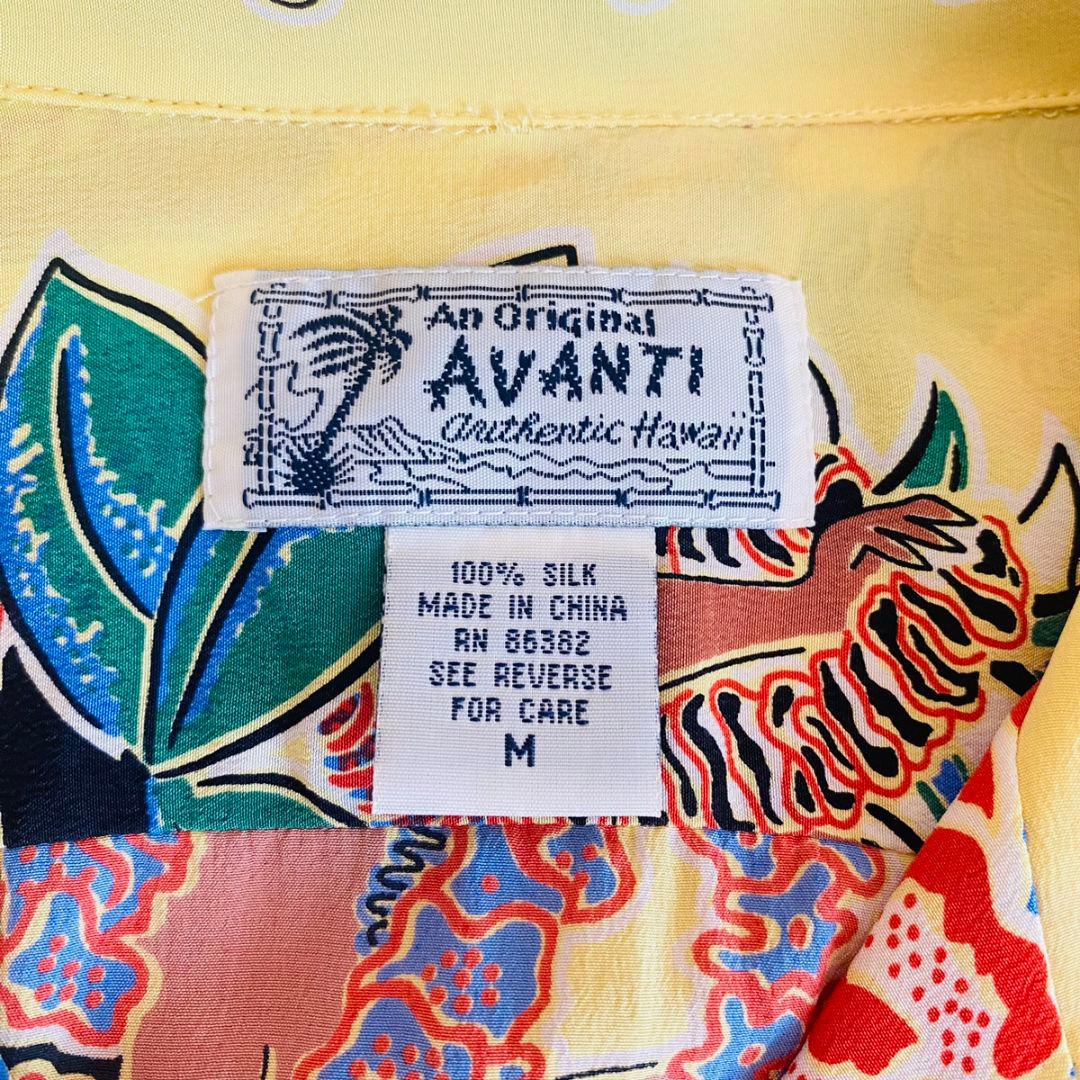 An Original
AVANTI
Authentic Hawaii
100% SILK
MADE IN CHINA
RN 86382
SEE REVERSE
FOR CARE
M